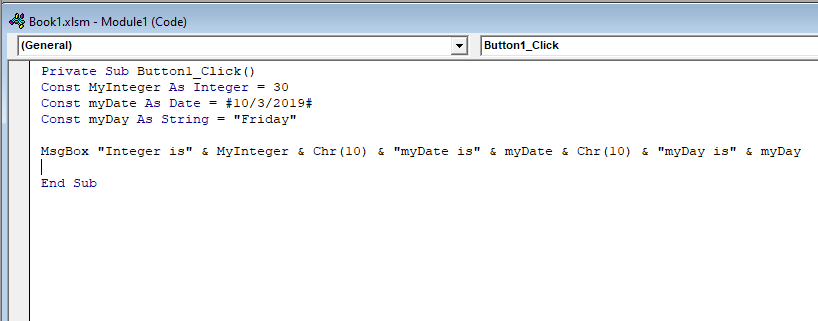 Book1.xlsm - Module1 (Code)
(General) Button1_Click
Private Sub Button1_Click()
Const MyInteger As Integer = 30
Const myDate As Date = #10/3/2019#
Const myDay As String = "Friday"
MsgBox "Integer is" & MyInteger & Chr(10) & "myDate is" & myDate & Chr(10) & "myDay is" & myDay
End Sub